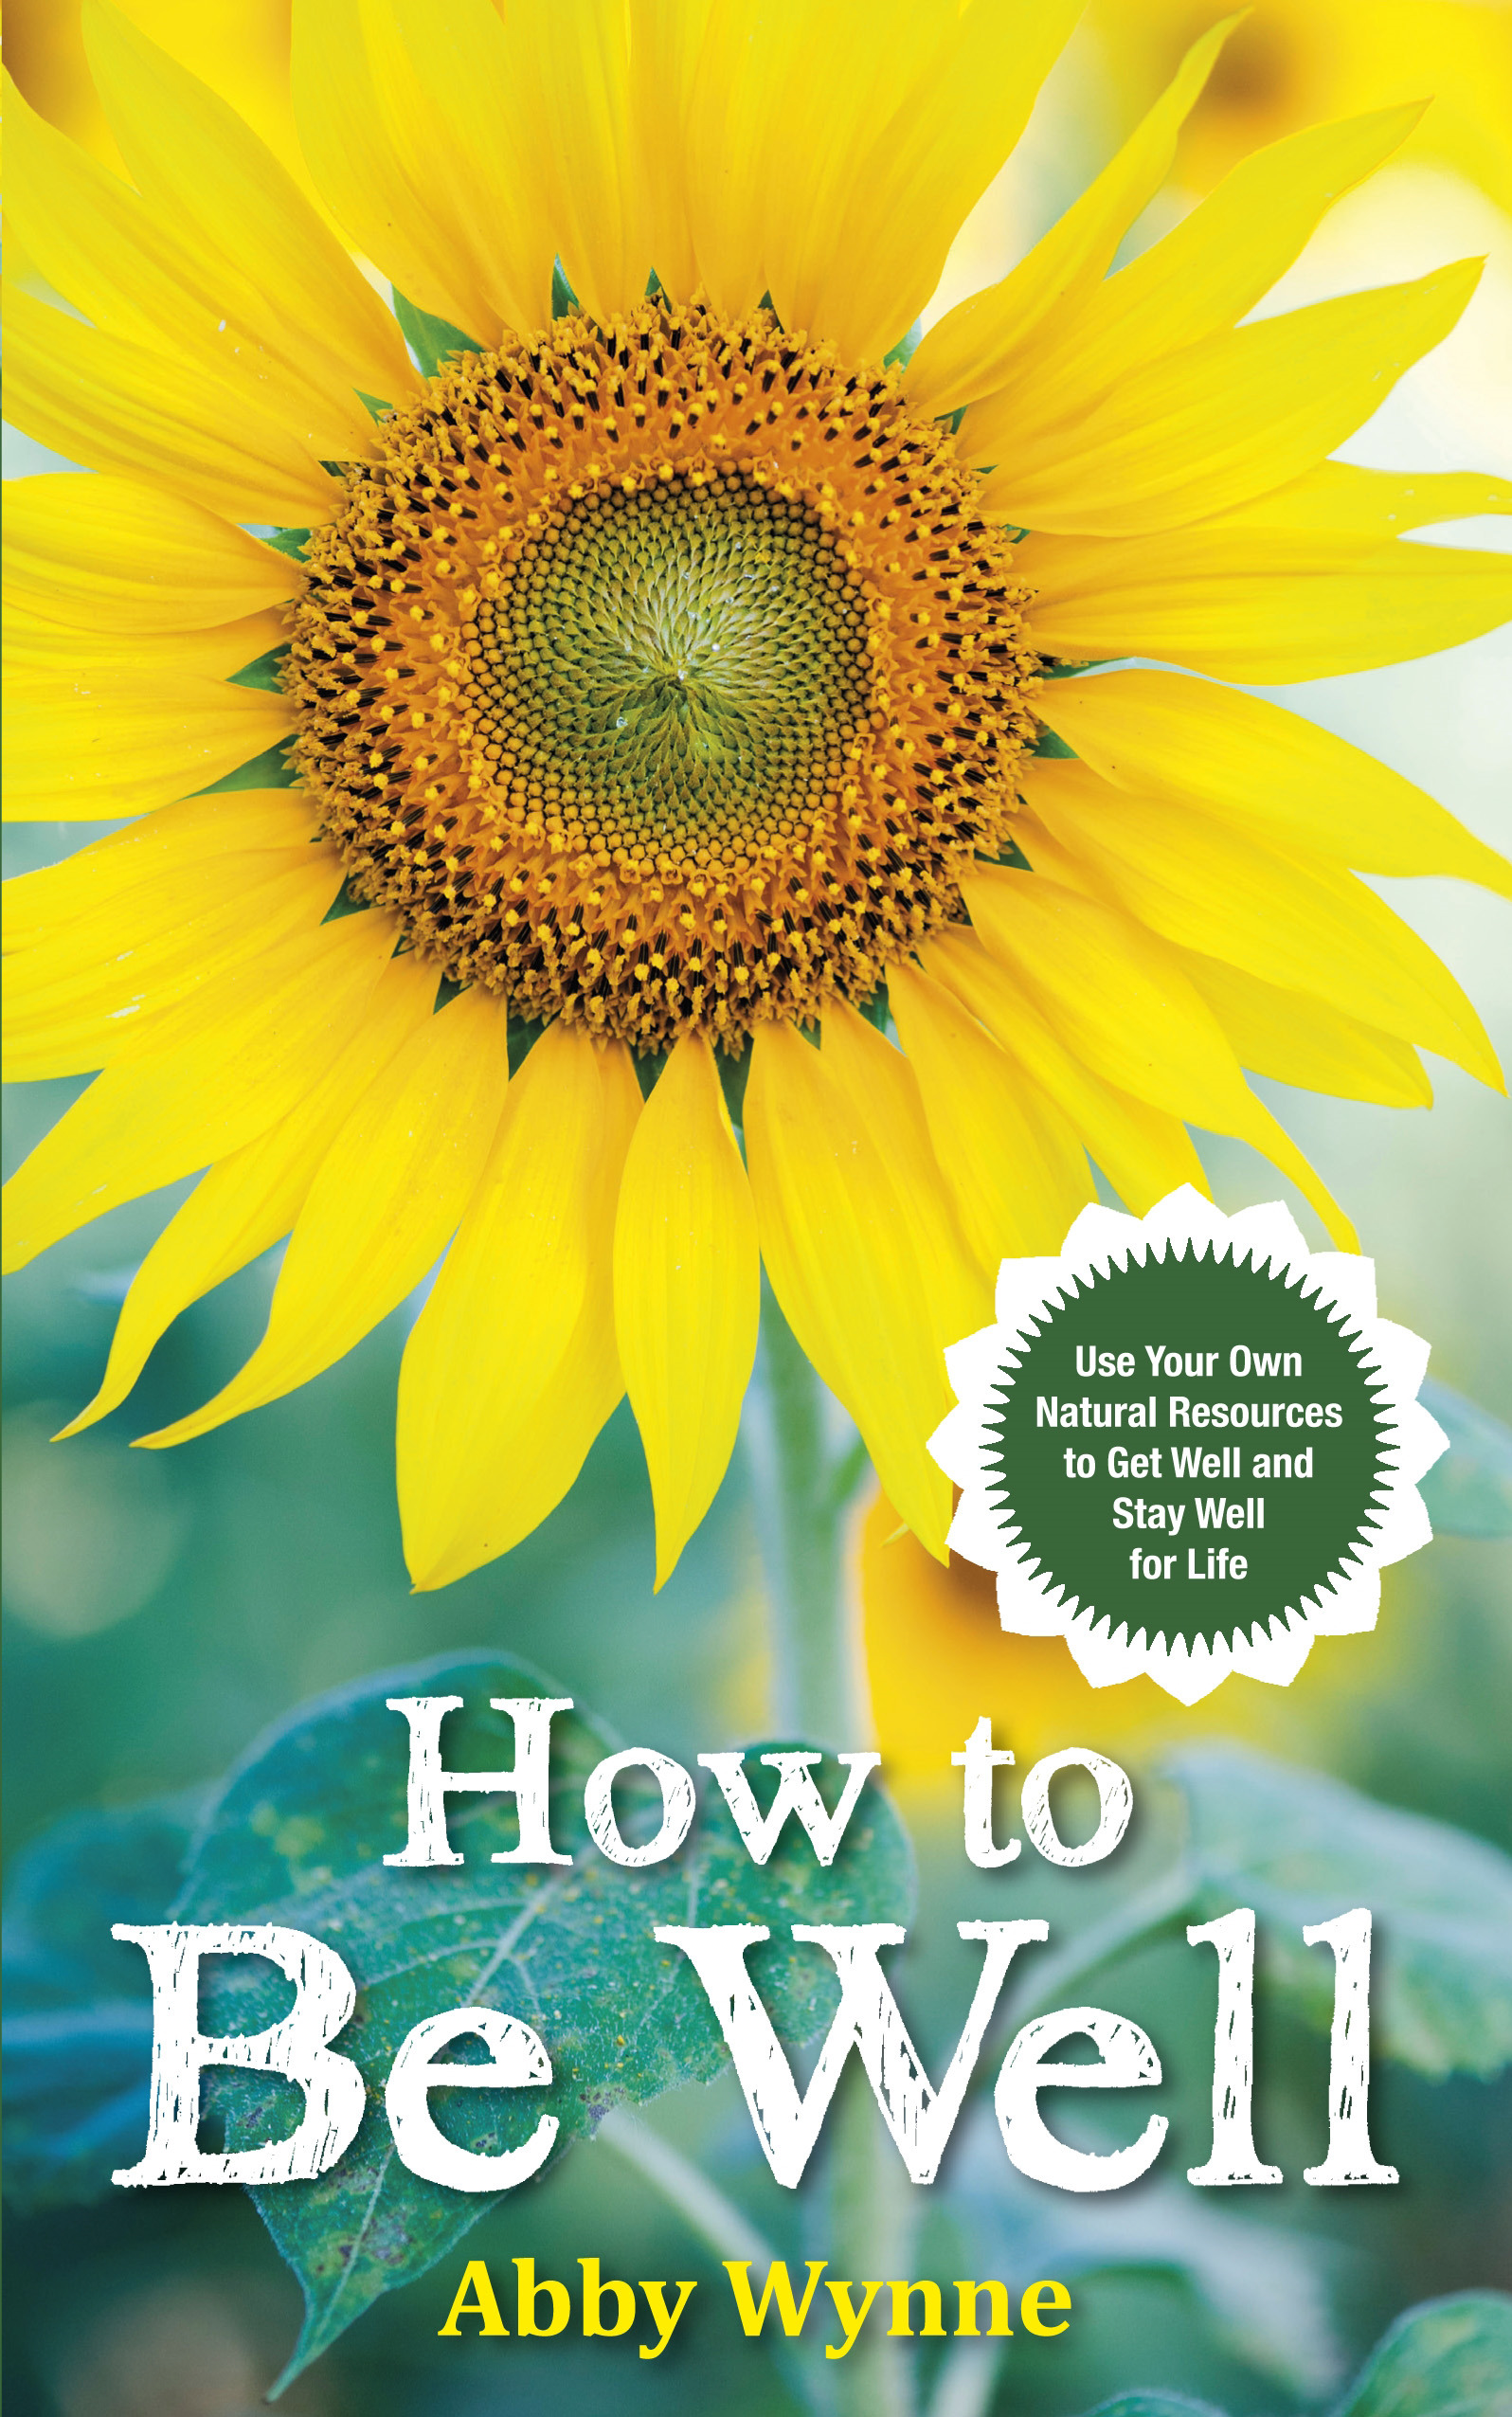 Use Your Own
Natural Resources
to Get Well and
Stay Well
for Life
How to
Be Well
Abby Wynne